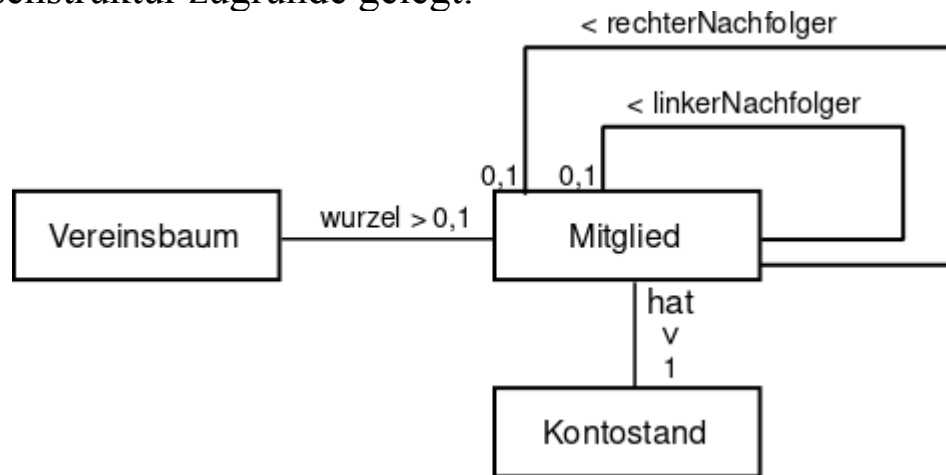 zugrunde gelegt.
< rechterNachfolger
< linkerNachfolger
0,1 0,1
Vereinsbaum
wurzel > 0,1
Mitglied
hat
v
1
Kontostand